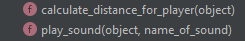 f calculate_distance_for_player(object)
f play_sound(object, name_of_sound)